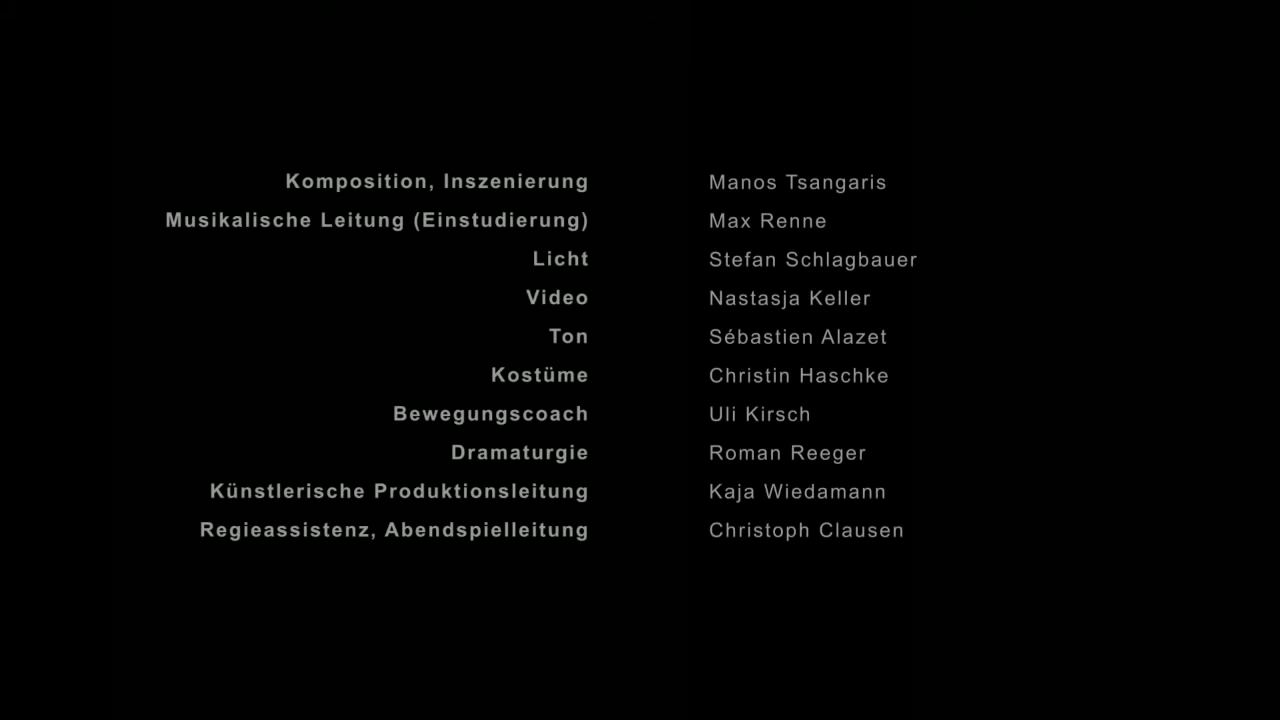 Komposition, Inszenierung Manos Tsangaris
Musikalische Leitung (Einstudierung) Max Renne
Licht Stefan Schlagbauer
Video Nastasja Keller
Ton Sébastien Alazet
Kostüme Christin Haschke
Bewegungscoach Uli Kirsch
Dramaturgie Roman Reeger
Künstlerische Produktionsleitung Kaja Wiedamann
Regieassistenz, Abendspielleitung Christoph Clausen